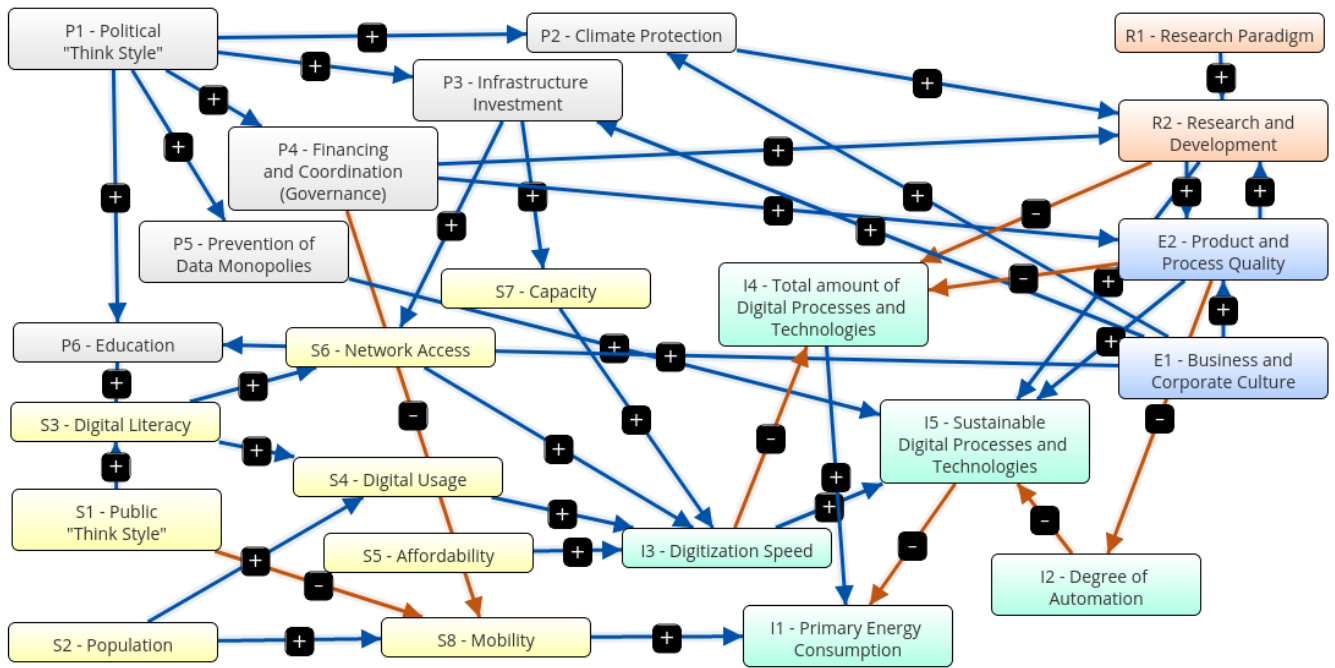 P1 - Political
"Think Style"
P2 - Climate Protection
R1 - Research Paradigm
P3 - Infrastructure
Investment
R2 - Research and
Development
P4 - Financing
and Coordination
(Governance)
P5 - Prevention of
Data Monopolies
E2 - Product and
Process Quality
S7 - Capacity
I4 - Total amount of
Digital Processes and
Technologies
P6 - Education
S6 - Network Access
E1 - Business and
Corporate Culture
S3 - Digital Literacy
I5 - Sustainable
Digital Processes and
Technologies
S4 - Digital Usage
S1 - Public
"Think Style"
S5 - Affordability
I3 - Digitization Speed
I2 - Degree of
Automation
S2 - Population
S8 - Mobility
I1 - Primary Energy
Consumption